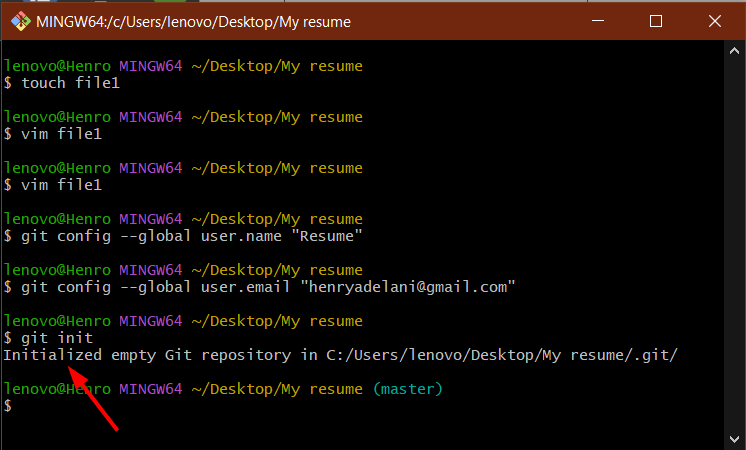 MINGW64:/c/Users/lenovo/Desktop/My resume
lenovo@Henro MINGW64 ~/Desktop/My resume
$ touch file1
lenovo@Henro MINGW64 ~/Desktop/My resume
$ vim file1
lenovo@Henro MINGW64 ~/Desktop/My resume
$ vim file1
lenovo@Henro MINGW64 ~/Desktop/My resume
$ git config --global user.name "Resume"
lenovo@Henro MINGW64 ~/Desktop/My resume
$ git config --global user.email "henryadelani@gmail.com"
lenovo@Henro MINGW64 ~/Desktop/My resume
$ git init
Initialized empty Git repository in C:/Users/lenovo/Desktop/My resume/.git/
lenovo@Henro MINGW64 ~/Desktop/My resume (master)
$